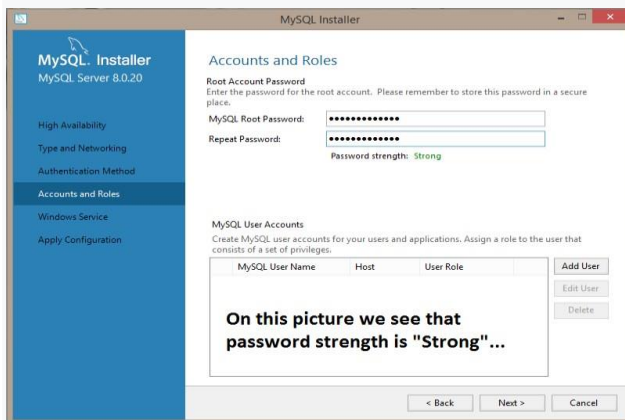 MySQL Installer
MySQL. Installer
MySQL Server 8.0.20
High Availability
Type and Networking
Authentication Method
Accounts and Roles
Windows Service
Apply Configuration
Accounts and Roles
Root Account Password
Enter the password for the root account.  Please remember to store this password in a secure
place.
MySQL Root Password: •••••••••••••
Repeat Password: •••••••••••••
Password strength: Strong
MySQL User Accounts
Create MySQL user accounts for your users and applications. Assign a role to the user that
consists of a set of privileges.
MySQL User Name Host User Role
Add User
Edit User
Delete
On this picture we see that
password strength is "Strong"...
< Back Next > Cancel